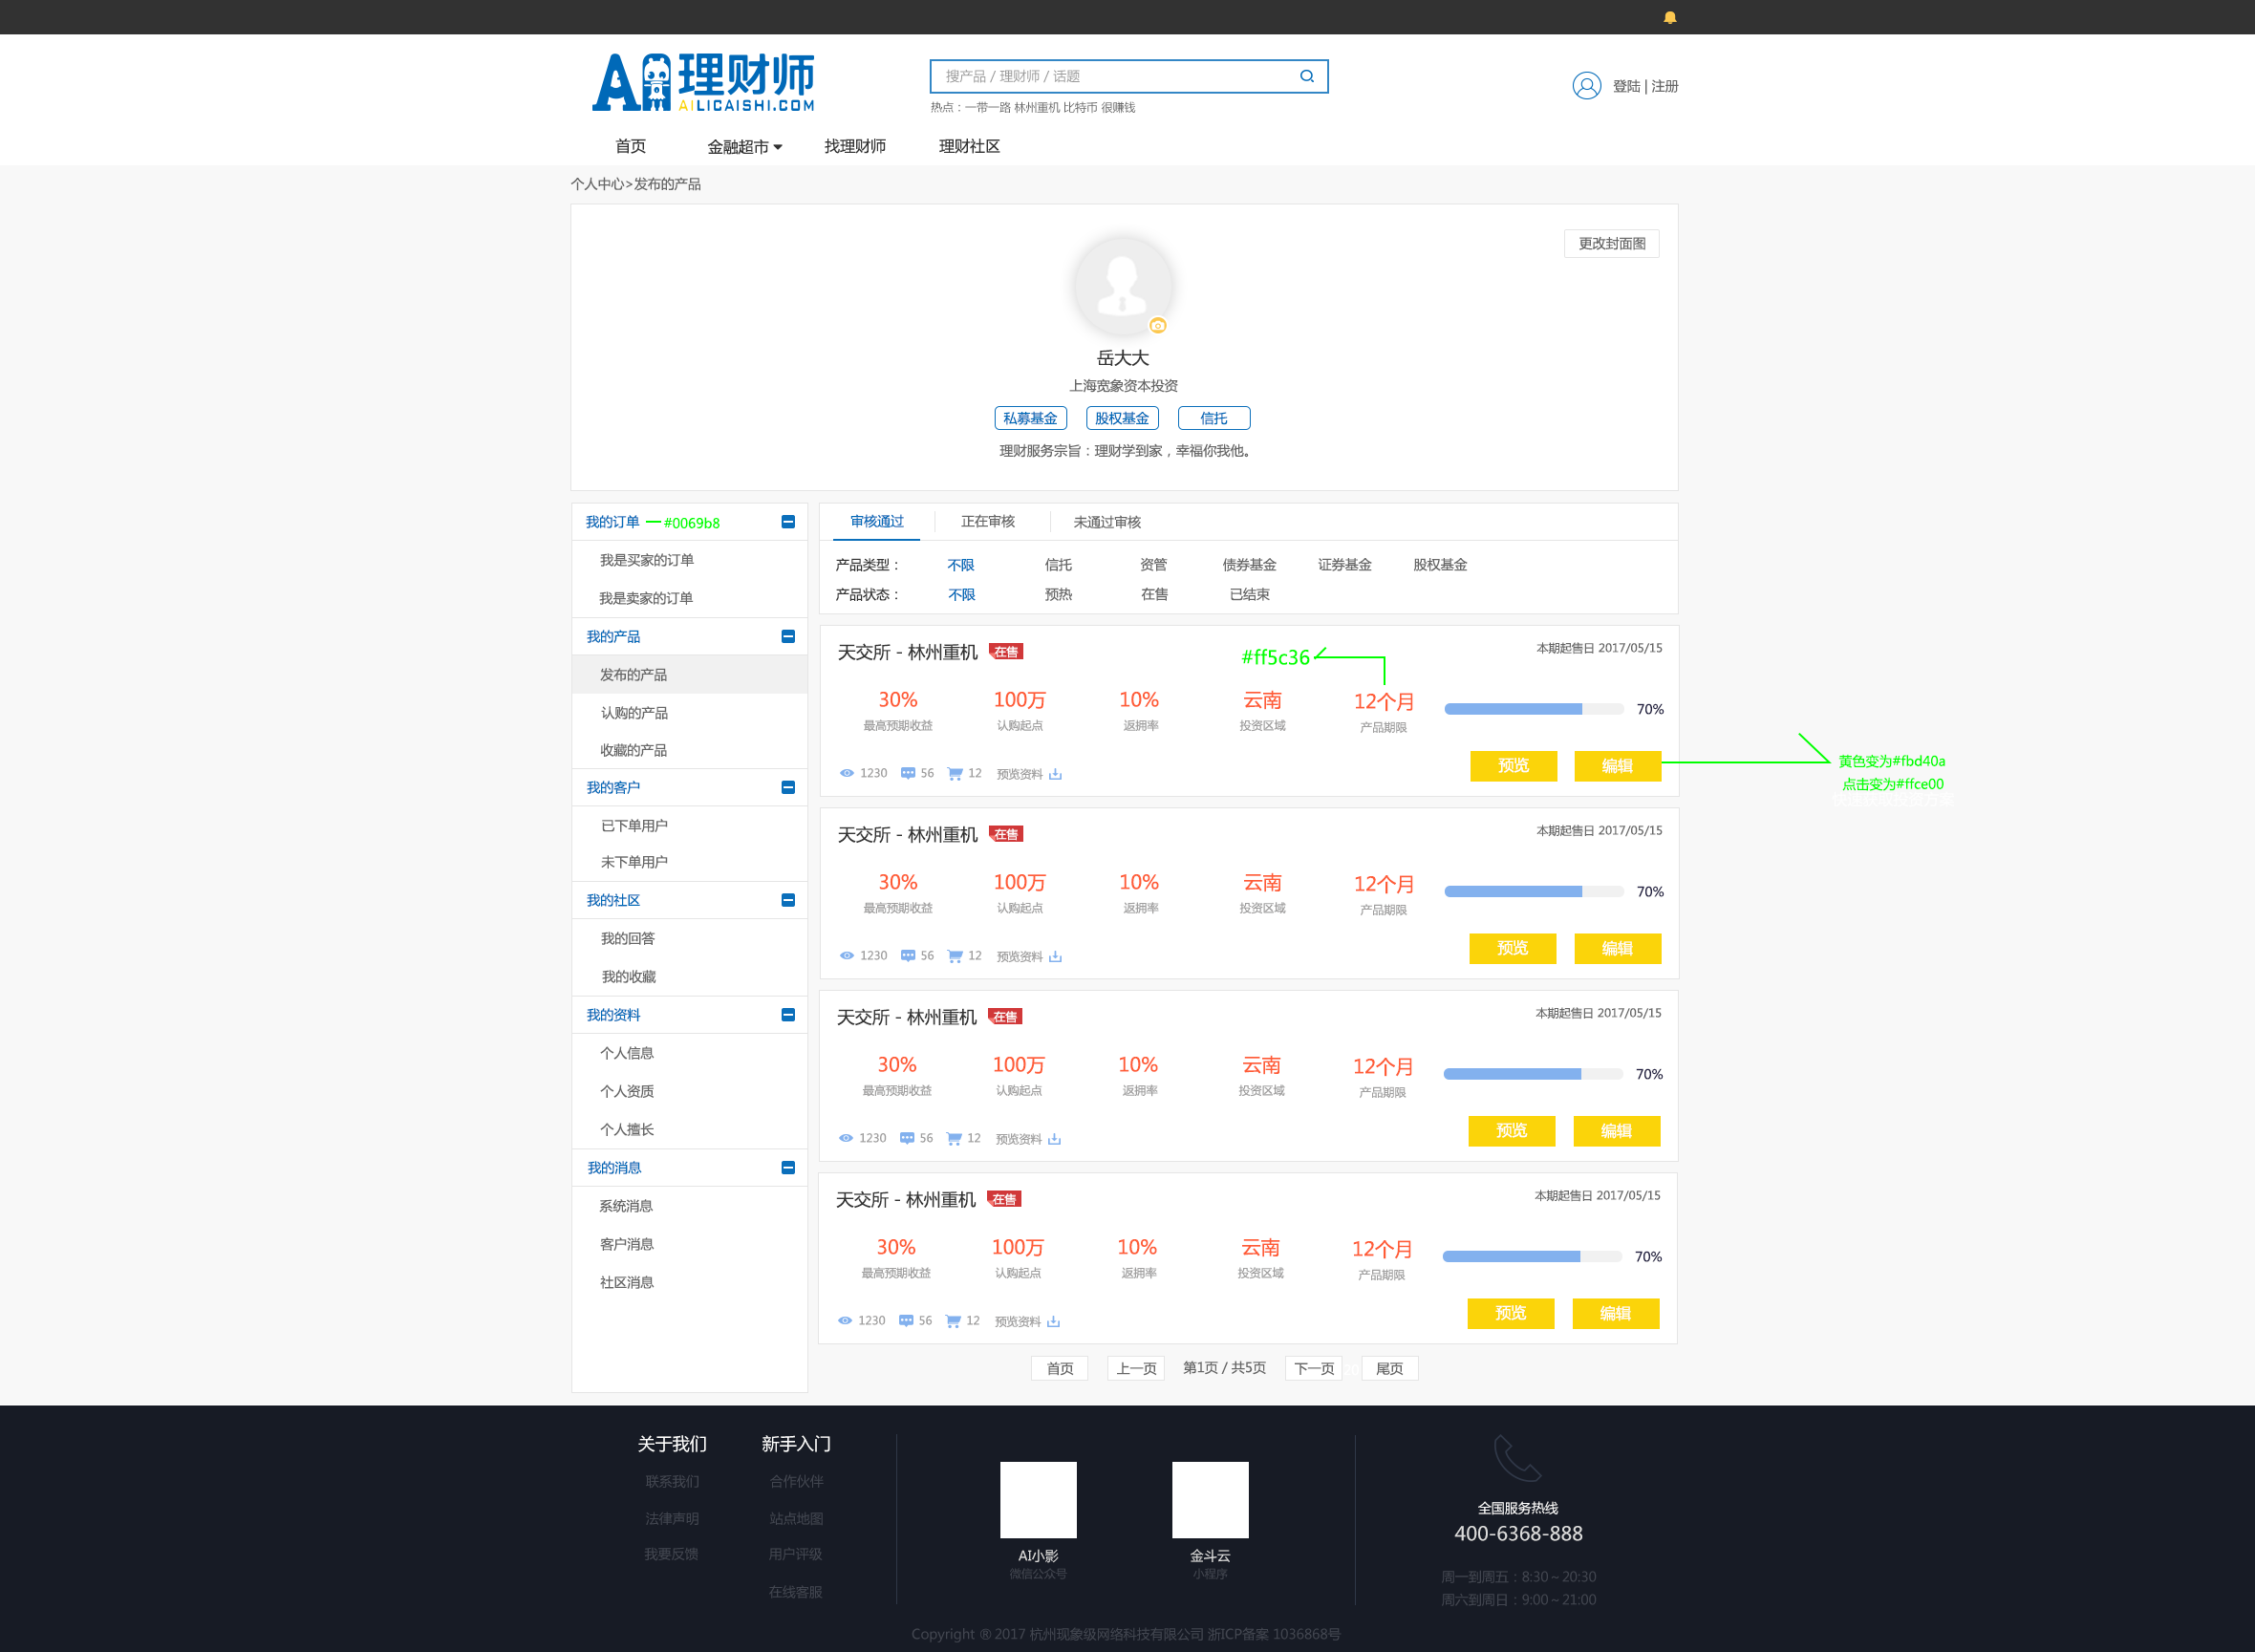 AI理财师
AILICAISHI.COM
搜产品 / 理财师 / 话题
热点：一带一路 林州重机 比特币 很赚钱
登陆 | 注册
首页 金融超市 找理财师 理财社区
个人中心>发布的产品
更改封面图
岳大大
上海宽象资本投资
私募基金 股权基金 信托
理财服务宗旨：理财学到家，幸福你我他。
我的订单 #0069b8
我是买家的订单
我是卖家的订单
我的产品
发布的产品
认购的产品
收藏的产品
我的客户
已下单用户
未下单用户
我的社区
我的回答
我的收藏
我的资料
个人信息
个人资质
个人擅长
我的消息
系统消息
客户消息
社区消息
审核通过 正在审核 未通过审核
产品类型： 不限 信托 资管 债券基金 证券基金 股权基金
产品状态： 不限 预热 在售 已结束
天交所 - 林州重机 在售 #ff5c36 本期起售日 2017/05/15
30% 100万 10% 云南 12个月 70%
最高预期收益 认购起点 返拥率 投资区域 产品期限
1230 56 12 预览资料 预览 编辑
黄色变为#fbd40a
点击变为#ffce00
天交所 - 林州重机 在售 本期起售日 2017/05/15
30% 100万 10% 云南 12个月 70%
最高预期收益 认购起点 返拥率 投资区域 产品期限
1230 56 12 预览资料 预览 编辑
天交所 - 林州重机 在售 本期起售日 2017/05/15
30% 100万 10% 云南 12个月 70%
最高预期收益 认购起点 返拥率 投资区域 产品期限
1230 56 12 预览资料 预览 编辑
天交所 - 林州重机 在售 本期起售日 2017/05/15
30% 100万 10% 云南 12个月 70%
最高预期收益 认购起点 返拥率 投资区域 产品期限
1230 56 12 预览资料 预览 编辑
首页 上一页 第1页 / 共5页 下一页 尾页
关于我们
联系我们
法律声明
我要反馈
新手入门
合作伙伴
站点地图
用户评级
在线客服
AI小影
微信公众号
金斗云
小程序
全国服务热线
400-6368-888
周一到周五：8:30 ~ 20:30
周六到周日：9:00 ~ 21:00
Copyright ® 2017 杭州现象级网络科技有限公司 浙ICP备案 1036868号